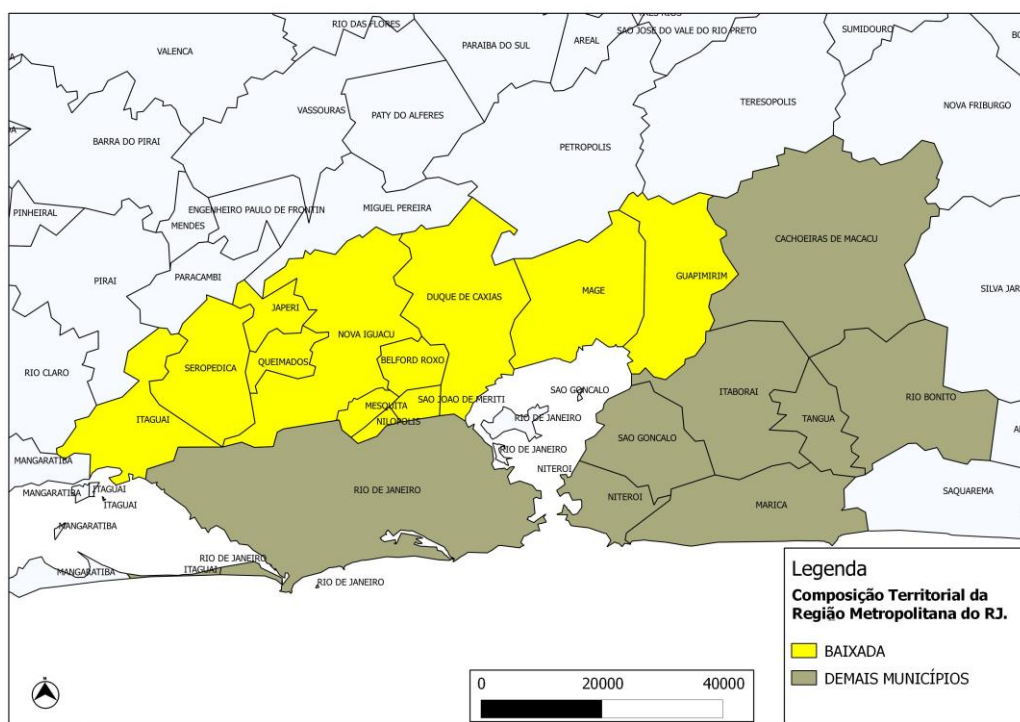 RIO DAS FLORES
TRES RIOS
SAO JOSE DO VALE DO RIO PRETO
SUMIDOURO
VALENCA
PARAIBA DO SUL
AREAL
TERESOPOLIS
NOVA FRIBURGO
VASSOURAS
PATY DO ALFERES
BARRA DO PIRAI
PETROPOLIS
PINHEIRAL
ENGENHEIRO PAULO DE FRONTIN
MIGUEL PEREIRA
MENDES
CACHOEIRAS DE MACACU
PIRAI
PARACAMBI
GUAPIMIRIM
MAGE
DUQUE DE CAXIAS
SILVA JAR
JAPERI
NOVA IGUACU
RIO CLARO
SEROPEDICA
QUEIMADOS
BELFORD ROXO
SAO GONCALO
ITABORAI
RIO BONITO
SAO JOAO DE MERITI
MESQUITA
ITAGUAI
NILOPOLIS
RIO DE JANEIRO
TANGUA
SAO GONCALO
RIO DE JANEIRO
MANGARATIBA
NITEROI
MANGARATIBA
ITAGUAI
RIO DE JANEIRO
SAQUAREMA
ITAGUAI
NITEROI
MARICA
MANGARATIBA
RIO DE JANEIRO
MANGARATIBA
ITAGUAI
RIO DE JANEIRO
Legenda
Composição Territorial da
Região Metropolitana do RJ.
BAIXADA
DEMAIS MUNICÍPIOS
0 20000 40000